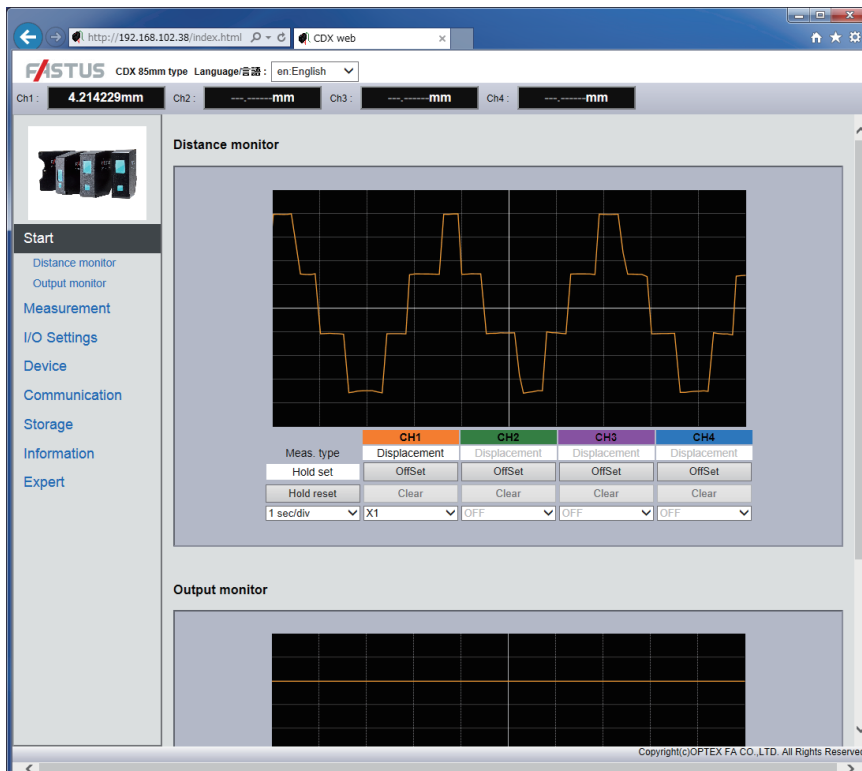 http://192.168.102.38/index.html
CDX web
FASTUS CDX 85mm type Language/言語 : en:English
Ch1 : 4.214229mm Ch2 : ---.------mm Ch3 : ---.------mm Ch4 : ---.------mm
Distance monitor
Start
Distance monitor
Output monitor
Measurement
I/O Settings
Device
Communication
Storage
Information
Expert
CH1 CH2 CH3 CH4
Meas. type Displacement Displacement Displacement Displacement
Hold set OffSet OffSet OffSet OffSet
Hold reset Clear Clear Clear Clear
1 sec/div X1 OFF OFF OFF
Output monitor
Copyright(c)OPTEX FA CO.,LTD. All Rights Reserved